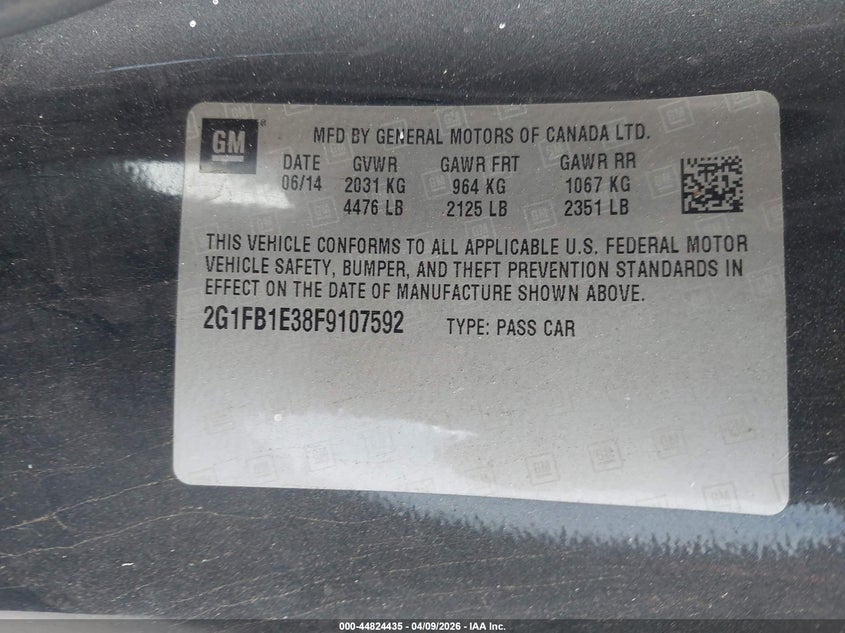 GM
MFD BY GENERAL MOTORS OF CANADA LTD.
DATE GVWR GAWR FRT GAWR RR
06/14 2031 KG 964 KG 1067 KG
4476 LB 2125 LB 2351 LB
THIS VEHICLE CONFORMS TO ALL APPLICABLE U.S. FEDERAL MOTOR
VEHICLE SAFETY, BUMPER, AND THEFT PREVENTION STANDARDS IN
EFFECT ON THE DATE OF MANUFACTURE SHOWN ABOVE.
2G1FB1E38F9107592 TYPE: PASS CAR
000-44824435 - 04/09/2026 - IAA Inc.